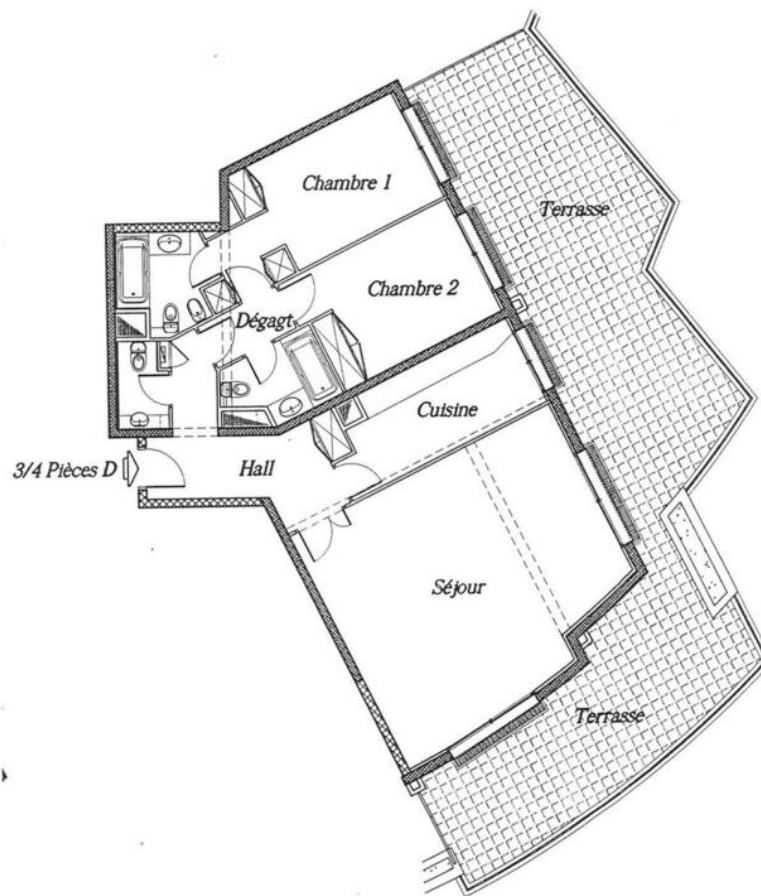 Chambre 1
Terrasse
Chambre 2
Dégagt
Cuisine
3/4 Pièces D
Hall
Séjour
Terrasse